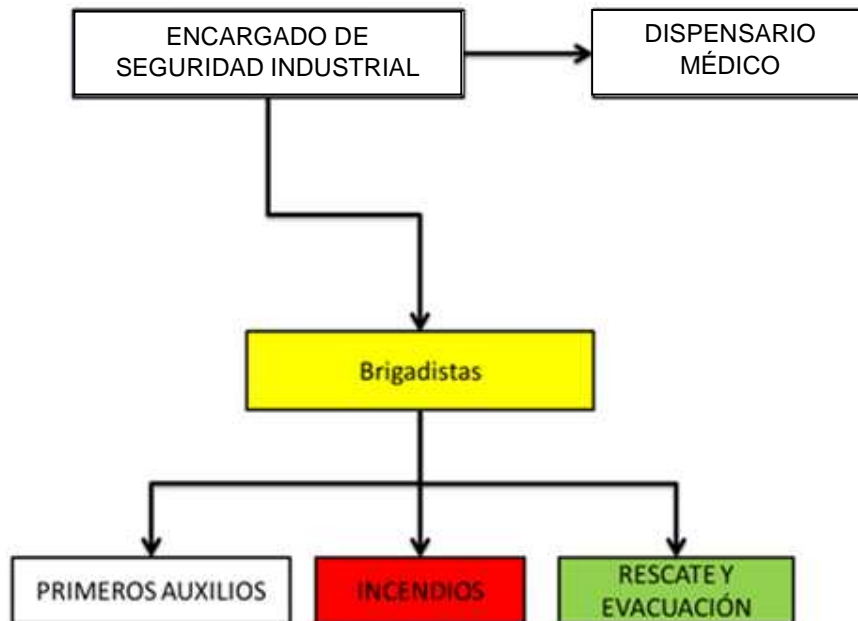 ENCARGADO DE
SEGURIDAD INDUSTRIAL
DISPENSARIO
MÉDICO
Brigadistas
PRIMEROS AUXILIOS
INCENDIOS
RESCATE Y
EVACUACIÓN